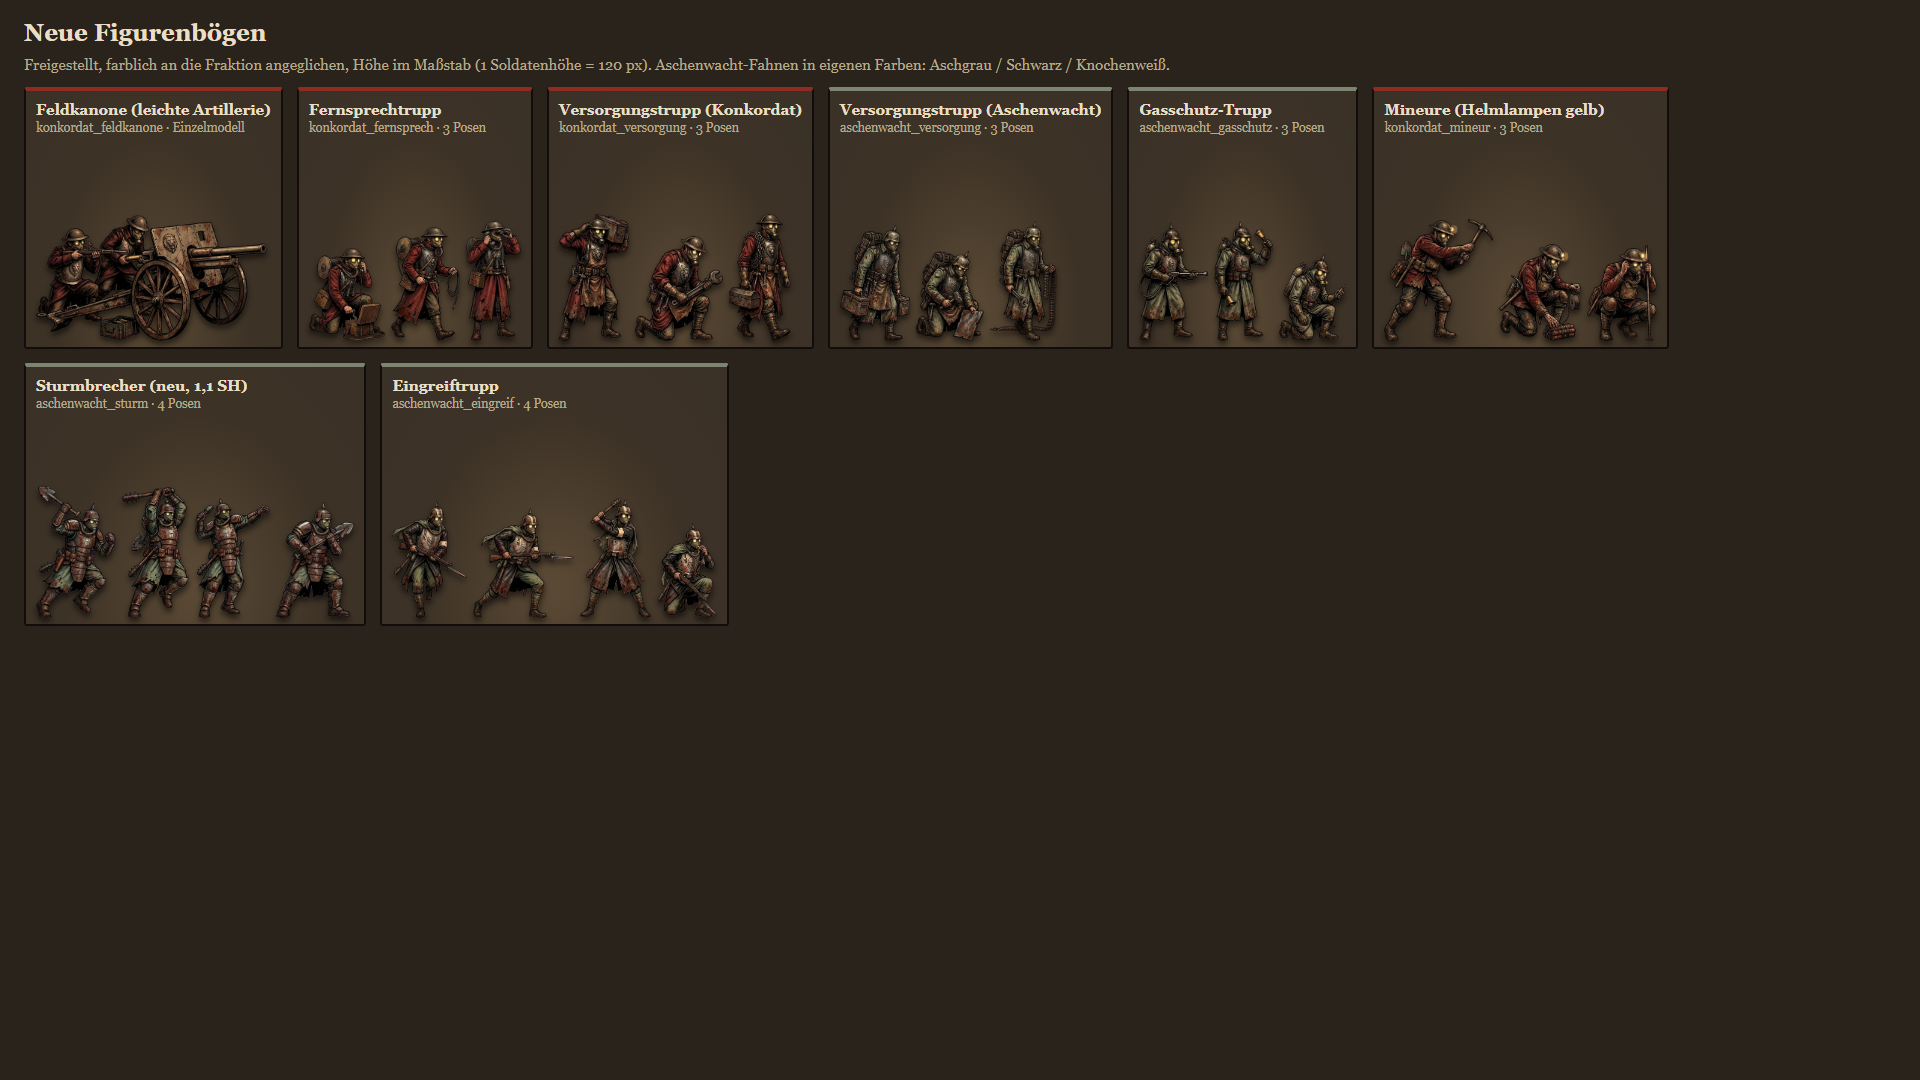 Neue Figurenbögen
Freigestellt, farblich an die Fraktion angeglichen, Höhe im Maßstab (1 Soldatenhöhe = 120 px). Aschenwacht-Fahnen in eigenen Farben: Aschgrau / Schwarz / Knochenweiß.
Feldkanone (leichte Artillerie)
konkordat_feldkanone · Einzelmodell
Fernsprechtrupp
konkordat_fernsprech · 3 Posen
Versorgungstrupp (Konkordat)
konkordat_versorgung · 3 Posen
Versorgungstrupp (Aschenwacht)
aschenwacht_versorgung · 3 Posen
Gasschutz-Trupp
aschenwacht_gasschutz · 3 Posen
Mineure (Helmlampen gelb)
konkordat_mineur · 3 Posen
Sturmbrecher (neu, 1,1 SH)
aschenwacht_sturm · 4 Posen
Eingreiftrupp
aschenwacht_eingreif · 4 Posen